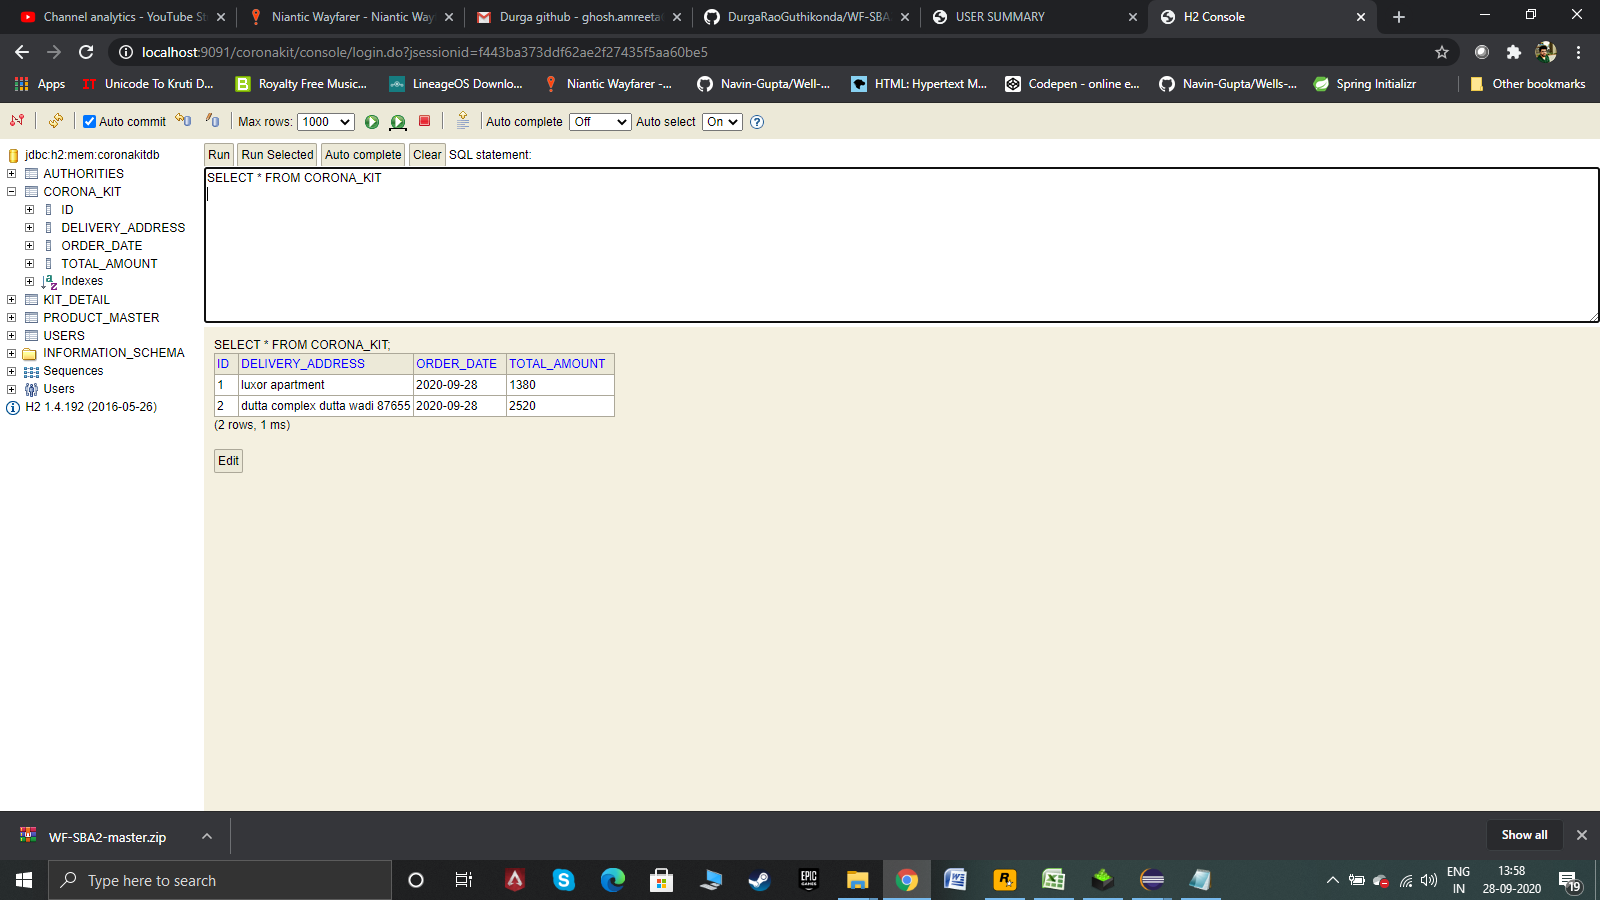 Channel analytics - YouTube St
Niantic Wayfarer - Niantic Way
Durga github - ghosh.amreeta
DurgaRaoGuthikonda/WF-SBA
USER SUMMARY
H2 Console
localhost:9091/coronakit/console/login.do?jsessionid=f443ba373ddf62ae2f27435f5aa60be5
Apps
Unicode To Kruti D...
Royalty Free Music...
LineageOS Downlo...
Niantic Wayfarer -...
Navin-Gupta/Well-...
HTML: Hypertext M...
Codepen - online e...
Navin-Gupta/Wells-...
Spring Initializr
Other bookmarks
Auto commit
Max rows: 1000
Auto complete Off
Auto select On
jdbc:h2:mem:coronakitdb
AUTHORITIES
CORONA_KIT
ID
DELIVERY_ADDRESS
ORDER_DATE
TOTAL_AMOUNT
Indexes
KIT_DETAIL
PRODUCT_MASTER
USERS
INFORMATION_SCHEMA
Sequences
Users
H2 1.4.192 (2016-05-26)
Run Run Selected Auto complete Clear SQL statement:
SELECT * FROM CORONA_KIT
SELECT * FROM CORONA_KIT;
ID DELIVERY_ADDRESS ORDER_DATE TOTAL_AMOUNT
1 luxor apartment 2020-09-28 1380
2 dutta complex dutta wadi 87655 2020-09-28 2520
(2 rows, 1 ms)
Edit
WF-SBA2-master.zip
Show all
Type here to search
EPIC
GAMES
ENG
IN
13:58
28-09-2020
19